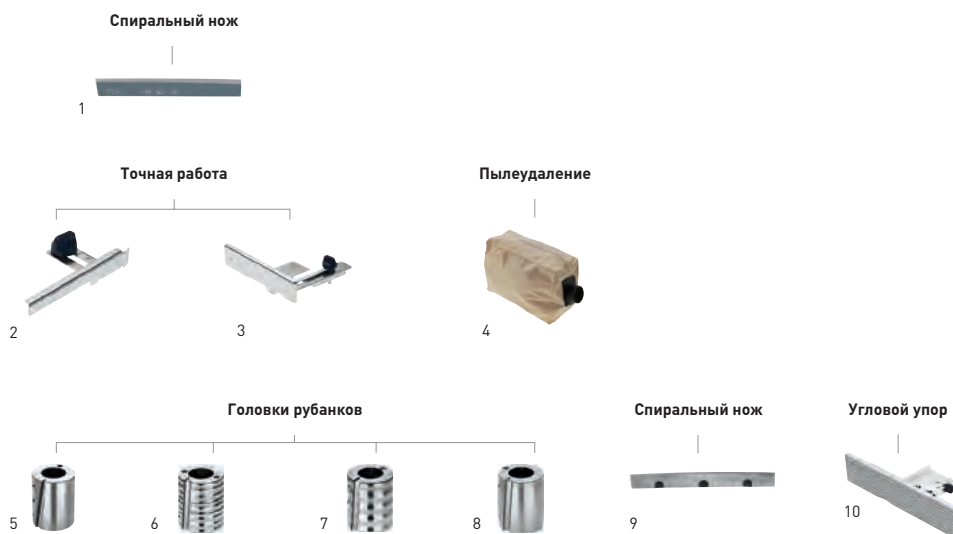 Спиральный нож
1
Точная работа
Пылеудаление
2
3
4
Головки рубанков
Спиральный нож
Угловой упор
5
6
7
8
9
10